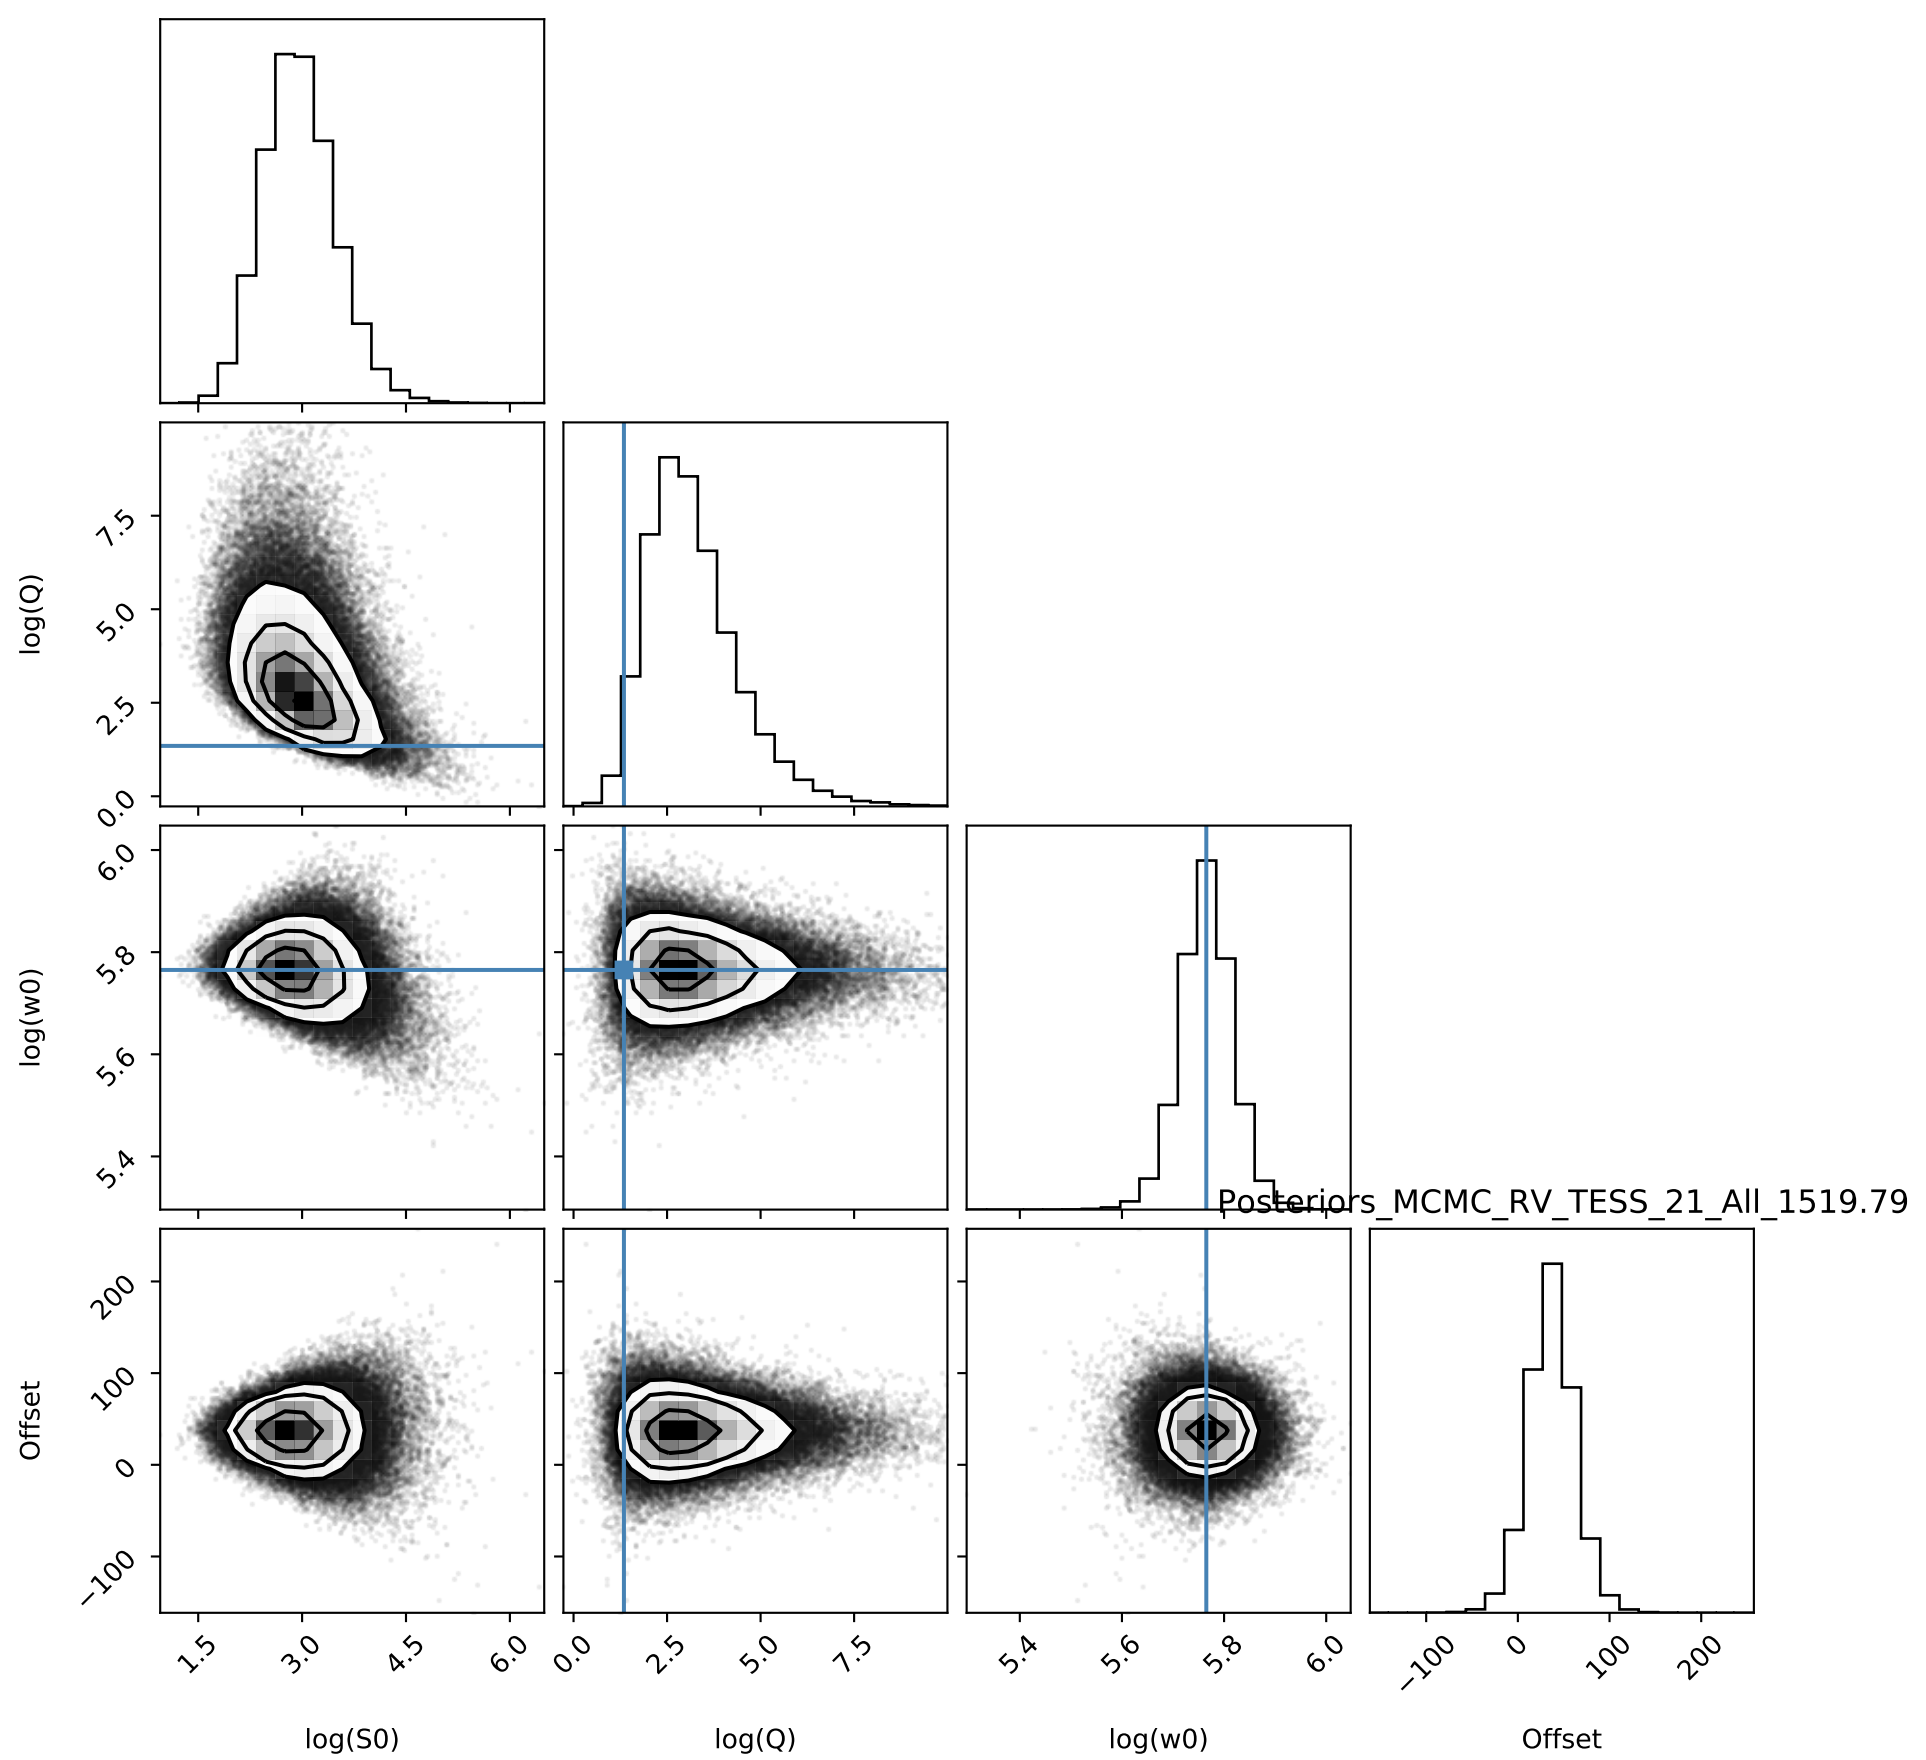 log(Q)
7.5
5.0
2.5
0.0
log(w0)
6.0
5.8
5.6
5.4
Posteriors_MCMC_RV_TESS_21_All_1519.79
Offset
200
100
0
−100
1.5 3.0 4.5 6.0 0.0 2.5 5.0 7.5 5.4 5.6 5.8 6.0 −100 0 100 200
log(S0) log(Q) log(w0) Offset